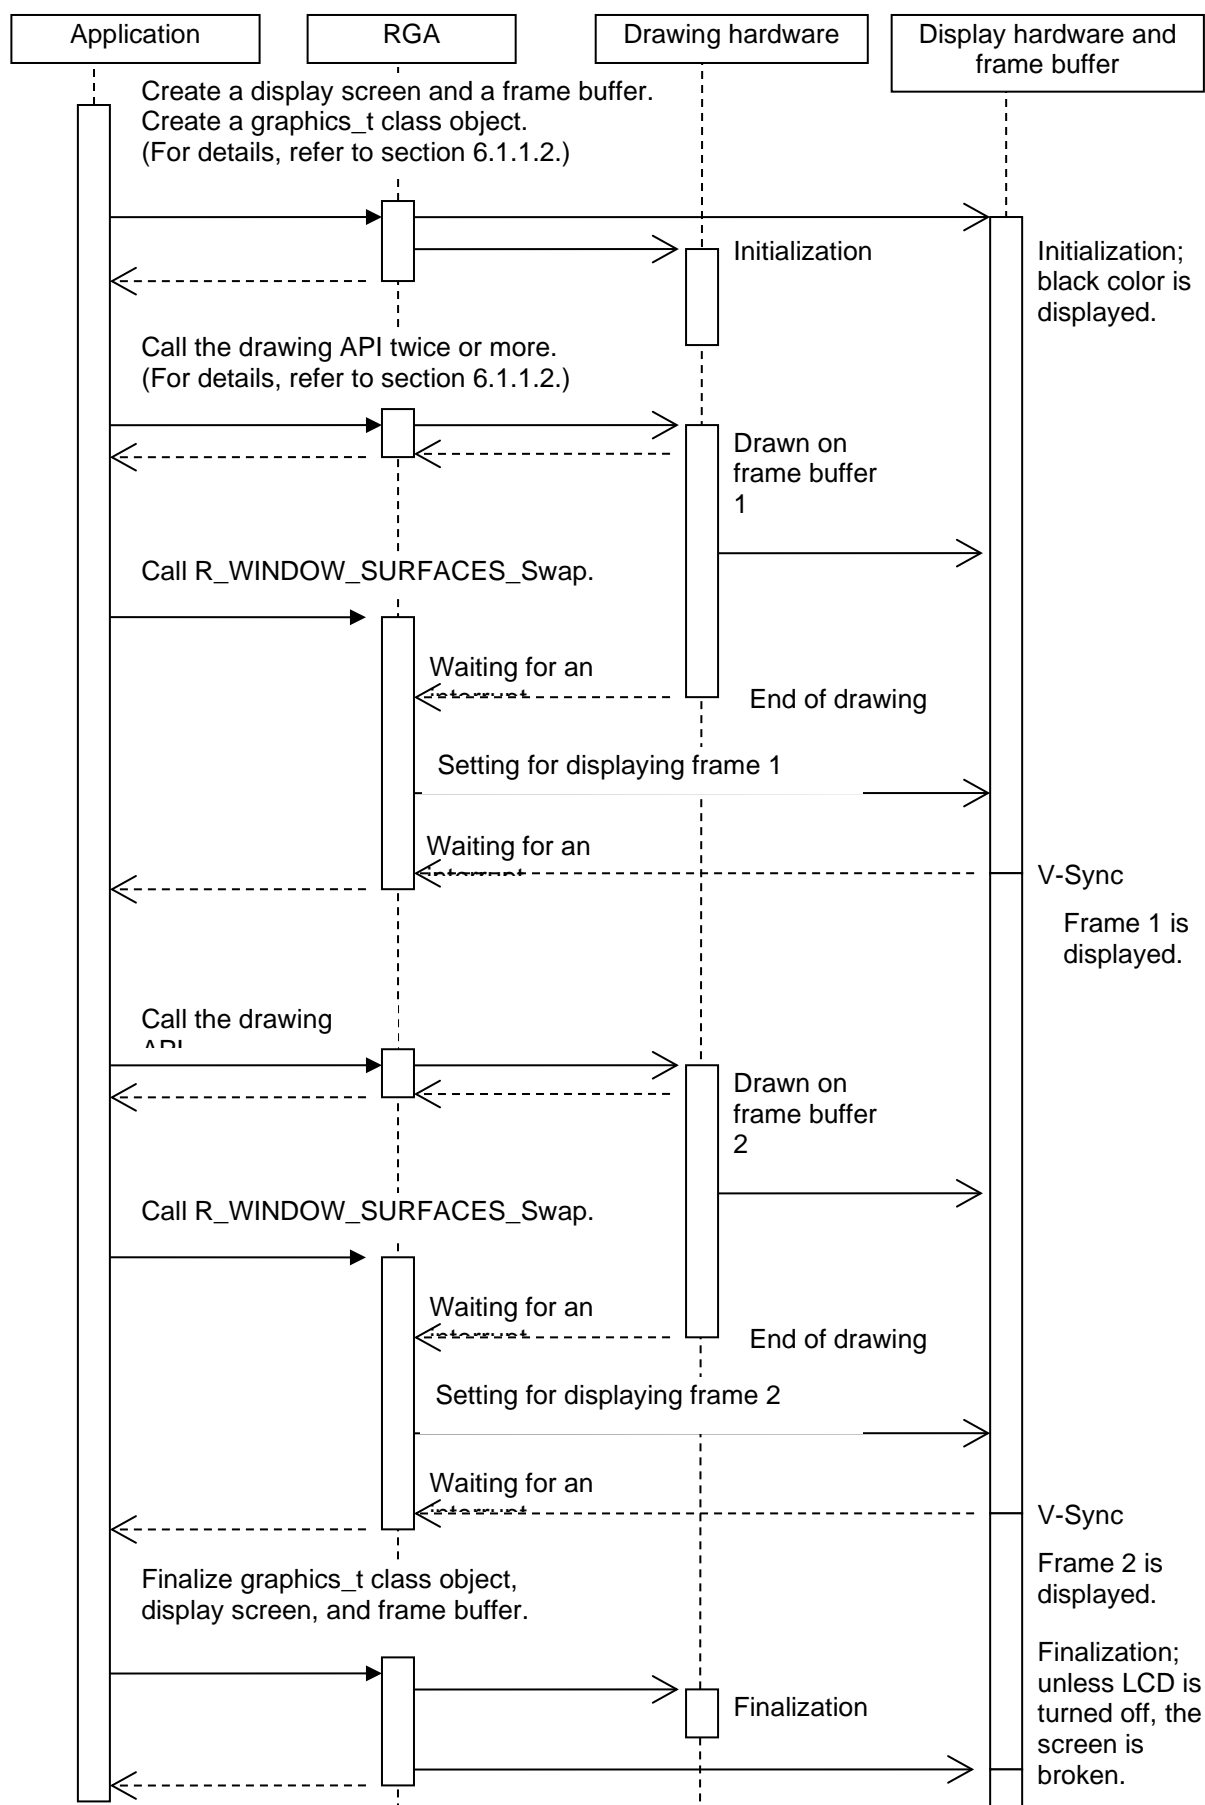 Application
RGA
Drawing hardware
Display hardware and
frame buffer
Create a display screen and a frame buffer.
Create a graphics_t class object.
(For details, refer to section 6.1.1.2.)
Initialization
Initialization;
black color is
displayed.
Call the drawing API twice or more.
(For details, refer to section 6.1.1.2.)
Drawn on
frame buffer
1
Call R_WINDOW_SURFACES_Swap.
Waiting for an
End of drawing
Setting for displaying frame 1
Waiting for an
V-Sync
Frame 1 is
displayed.
Call the drawing
Drawn on
frame buffer
2
Call R_WINDOW_SURFACES_Swap.
Waiting for an
End of drawing
Setting for displaying frame 2
Waiting for an
V-Sync
Frame 2 is
displayed.
Finalize graphics_t class object,
display screen, and frame buffer.
Finalization
Finalization;
unless LCD is
turned off, the
screen is
broken.